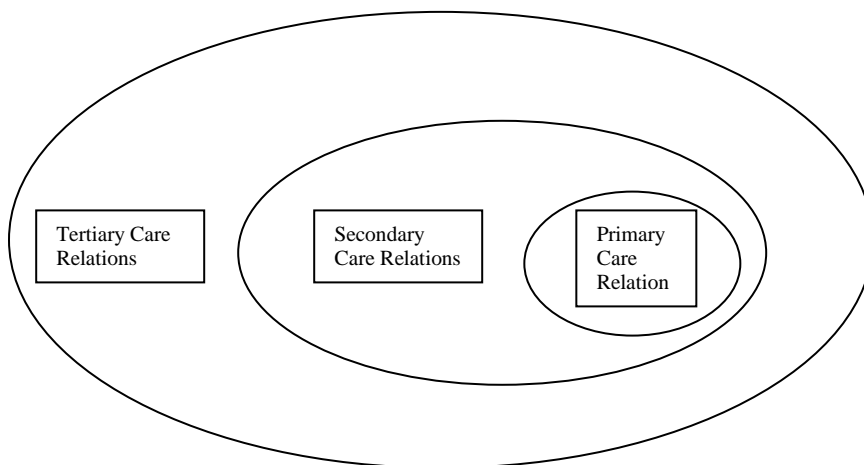 Tertiary Care
Relations
Secondary
Care Relations
Primary
Care
Relation